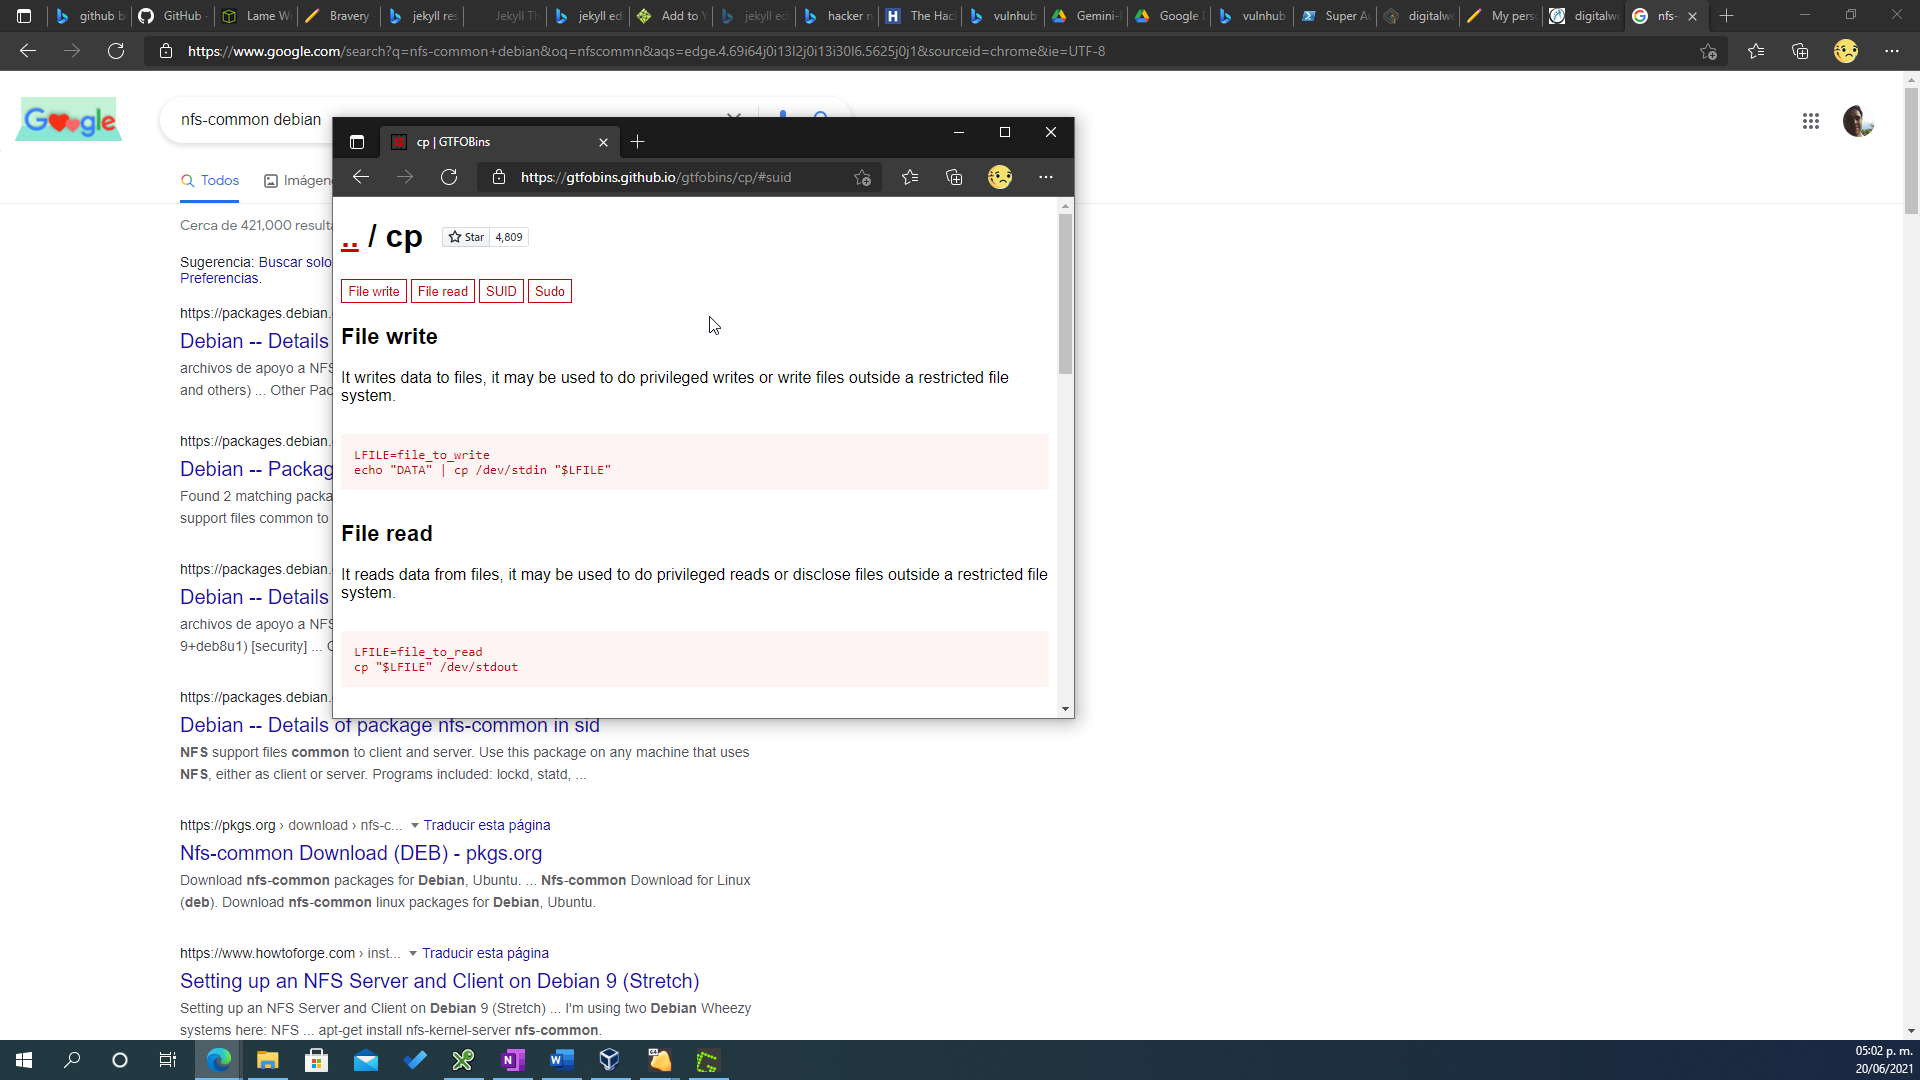 github b
GitHub
Lame W
Bravery
jekyll res
Jekyll Th
jekyll ed
Add to Y
jekyll ed
hacker n
The Hac
vulnhub
Gemini-
Google
vulnhub
Super A
digitalwo
My pers
digitalwo
nfs-
https://www.google.com/search?q=nfs-common+debian&oq=nfscommn&aqs=edge.4.69i64j0i13l2j0i13i30l6.5625j0j1&sourceid=chrome&ie=UTF-8
Google
nfs-common debian
Todos
Imágen
Cerca de 421,000 resulta
Sugerencia: Buscar solo
Preferencias.
https://packages.debian.
Debian -- Details
archivos de apoyo a NFS
and others) ... Other Pac
https://packages.debian.
Debian -- Packag
Found 2 matching packa
support files common to
https://packages.debian.
Debian -- Details
archivos de apoyo a NFS
9+deb8u1) [security] ...
https://packages.debian.
Debian -- Details of package nfs-common in sid
NFS support files common to client and server. Use this package on any machine that uses
NFS, either as client or server. Programs included: lockd, statd, ...
https://pkgs.org › download › nfs-c... Traducir esta página
Nfs-common Download (DEB) - pkgs.org
Download nfs-common packages for Debian, Ubuntu. ... Nfs-common Download for Linux
(deb). Download nfs-common linux packages for Debian, Ubuntu.
https://www.howtoforge.com › inst... Traducir esta página
Setting up an NFS Server and Client on Debian 9 (Stretch)
Setting up an NFS Server and Client on Debian 9 (Stretch) ... I'm using two Debian Wheezy
systems here: NFS ... apt-get install nfs-kernel-server nfs-common.
cp | GTFOBins
https://gtfobins.github.io/gtfobins/cp/#suid
.. / cp
Star 4,809
File write
File read
SUID
Sudo
File write
It writes data to files, it may be used to do privileged writes or write files outside a restricted file
system.
LFILE=file_to_write
echo "DATA" | cp /dev/stdin "$LFILE"
File read
It reads data from files, it may be used to do privileged reads or disclose files outside a restricted file
system.
LFILE=file_to_read
cp "$LFILE" /dev/stdout
05:02 p. m.
20/06/2021